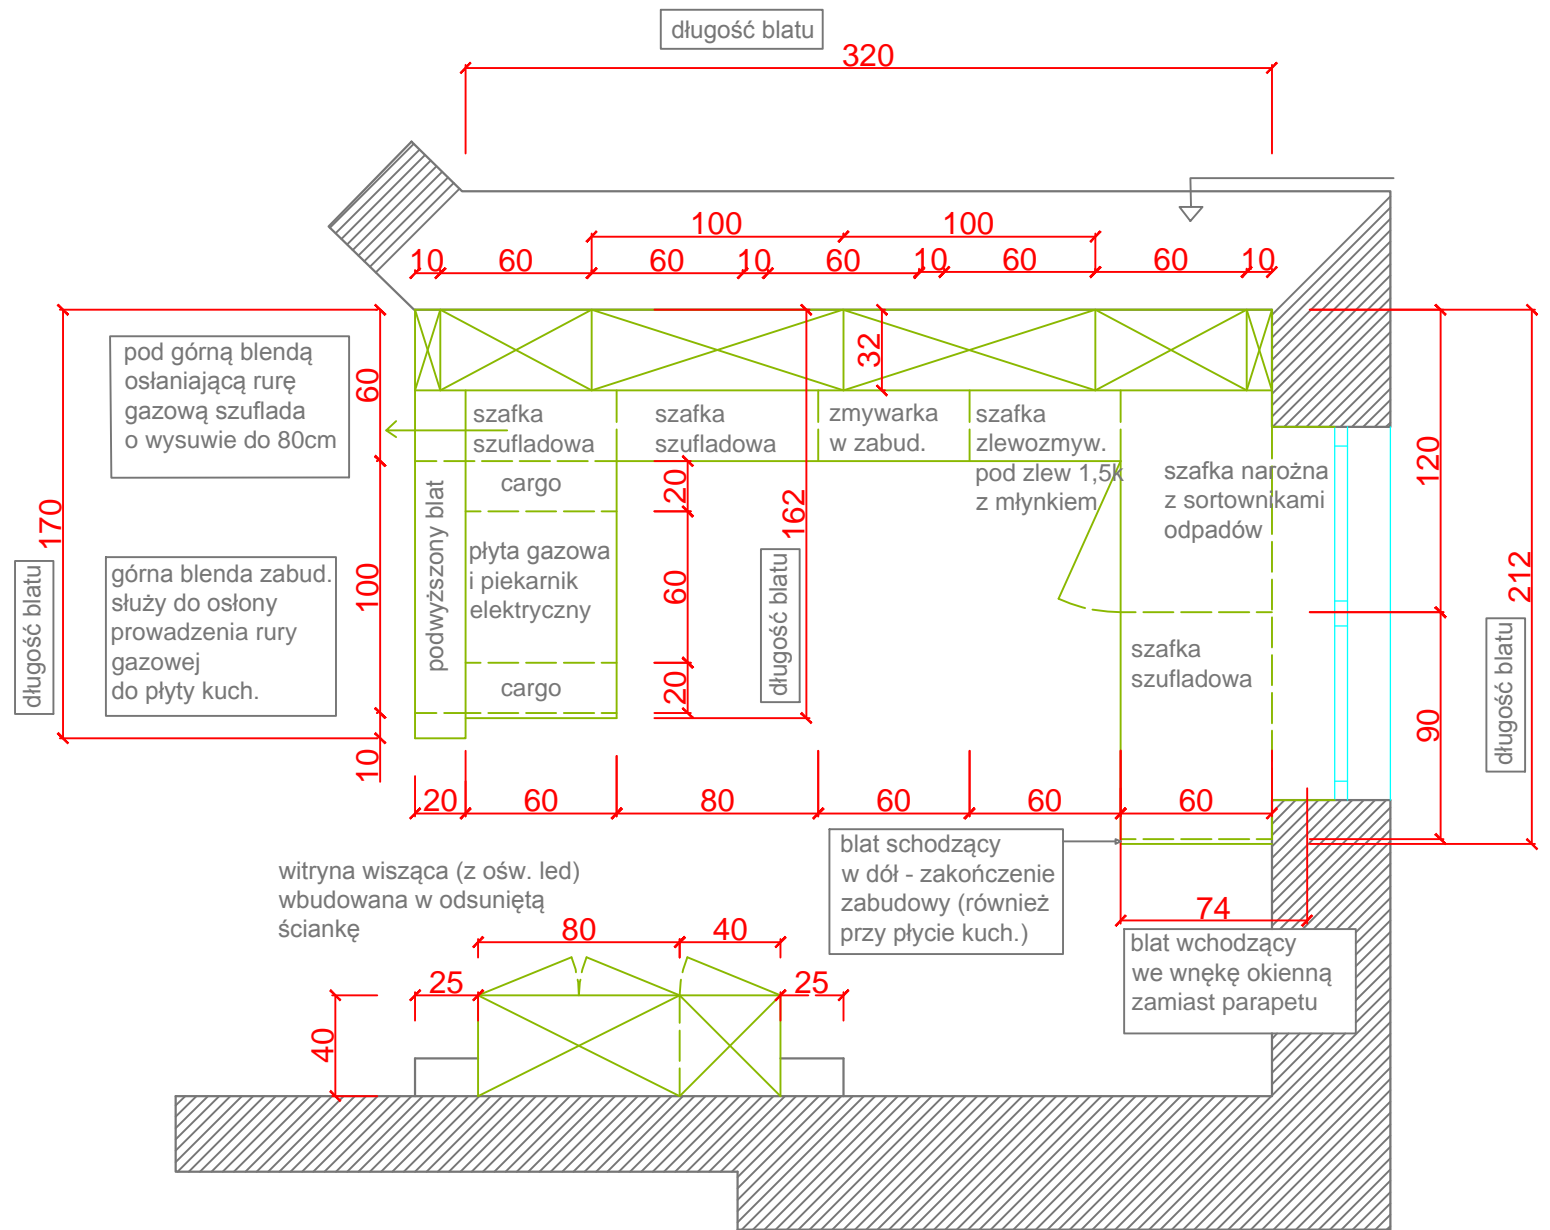 długość blatu
320
100
100
10
60
60
10
60
10
60
60
10
pod górną blendą
osłaniającą rurę
gazową szuflada
o wysuwie do 80cm
60
32
szafka
szufladowa
szafka
szufladowa
zmywarka
w zabud.
szafka
zlewozmyw.
pod zlew 1,5k
z młynkiem
szafka narożna
z sortownikami
odpadów
120
cargo
20
162
170
długość blatu
górna blenda zabud.
służy do osłony
prowadzenia rury
gazowej
do płyty kuch.
100
podwyższony blat
płyta gazowa
i piekarnik
elektryczny
60
długość blatu
212
długość blatu
szafka
szufladowa
cargo
20
90
10
20
60
80
60
60
60
blat schodzący
w dół - zakończenie
zabudowy (również
przy płycie kuch.)
witryna wisząca (z ośw. led)
wbudowana w odsuniętą
ściankę
74
80
40
blat wchodzący
we wnękę okienną
zamiast parapetu
25
25
40